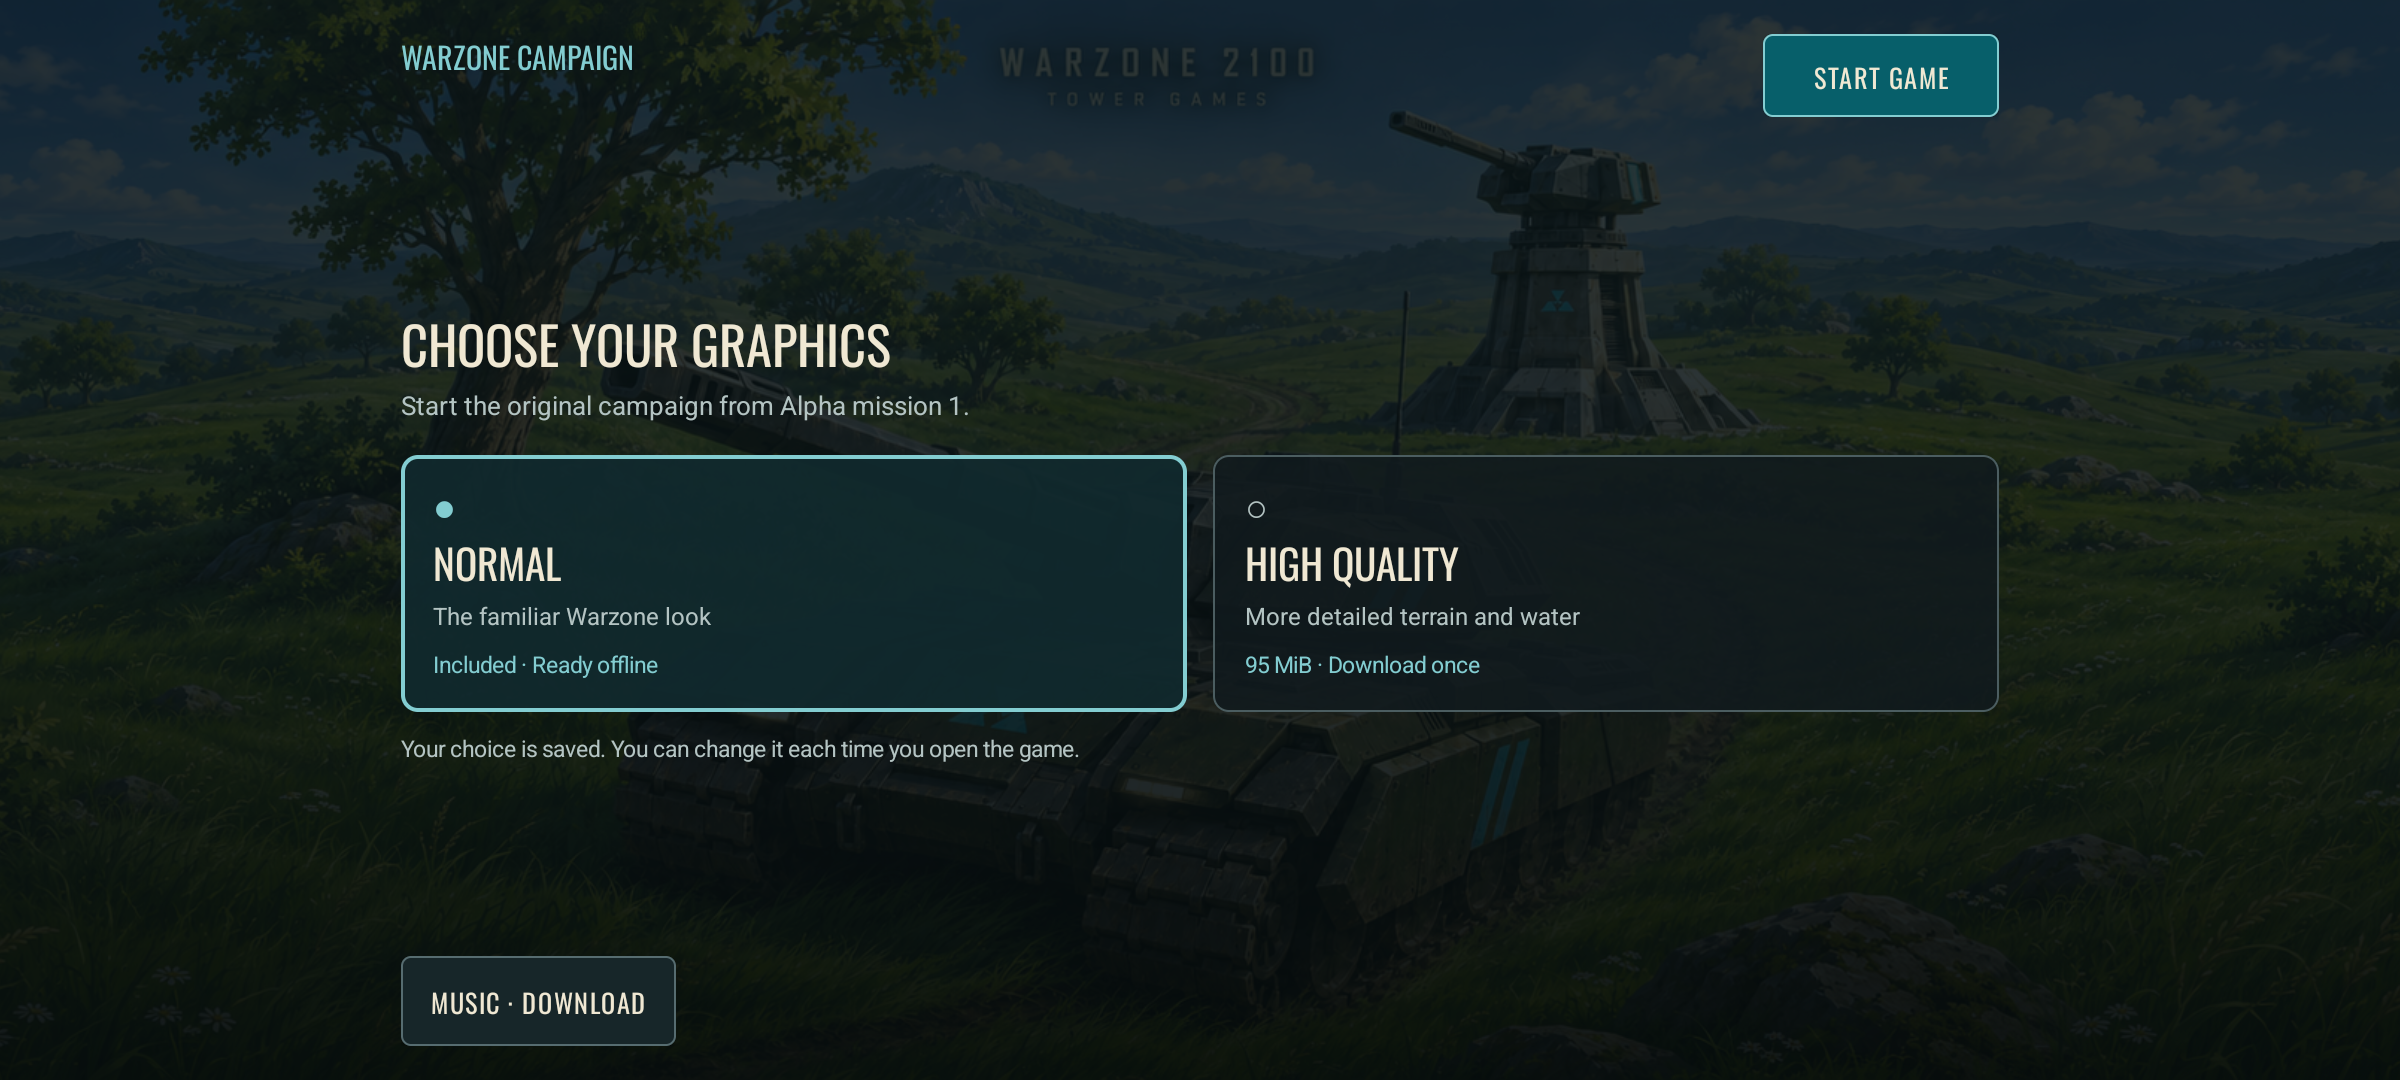 WARZONE CAMPAIGN
WARZONE 2100
TOWER GAMES
START GAME
CHOOSE YOUR GRAPHICS
Start the original campaign from Alpha mission 1.
NORMAL
The familiar Warzone look
Included · Ready offline
HIGH QUALITY
More detailed terrain and water
95 MiB · Download once
Your choice is saved. You can change it each time you open the game.
MUSIC · DOWNLOAD